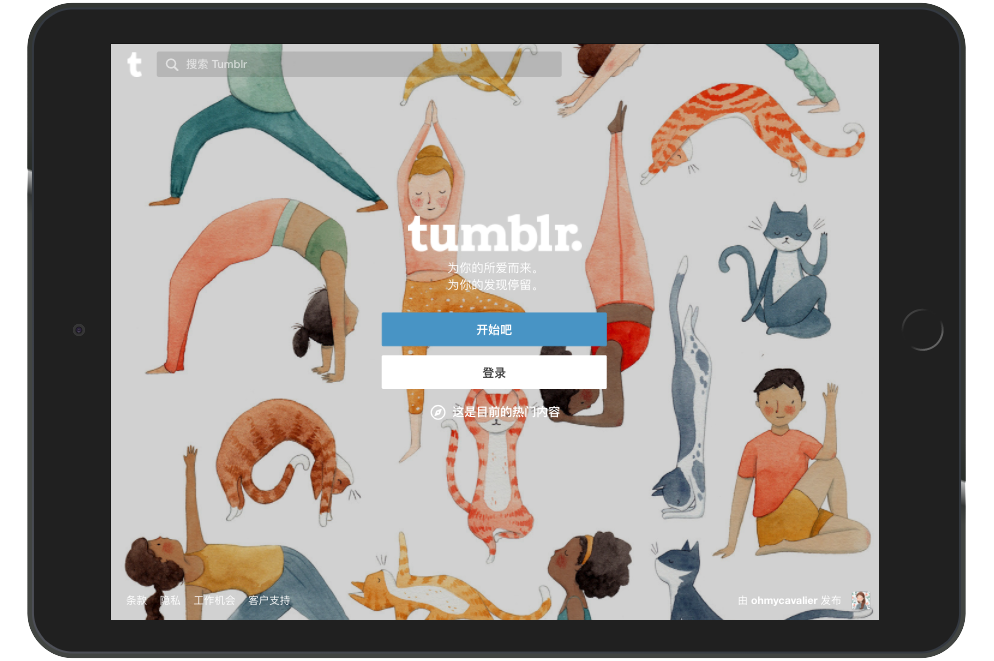 t
搜索 Tumblr
tumblr.
为你的所爱而来。
为你的发现停留。
开始吧
登录
这是目前的热门内容
条款 隐私 工作机会 客户支持
由 ohmycavalier 发布